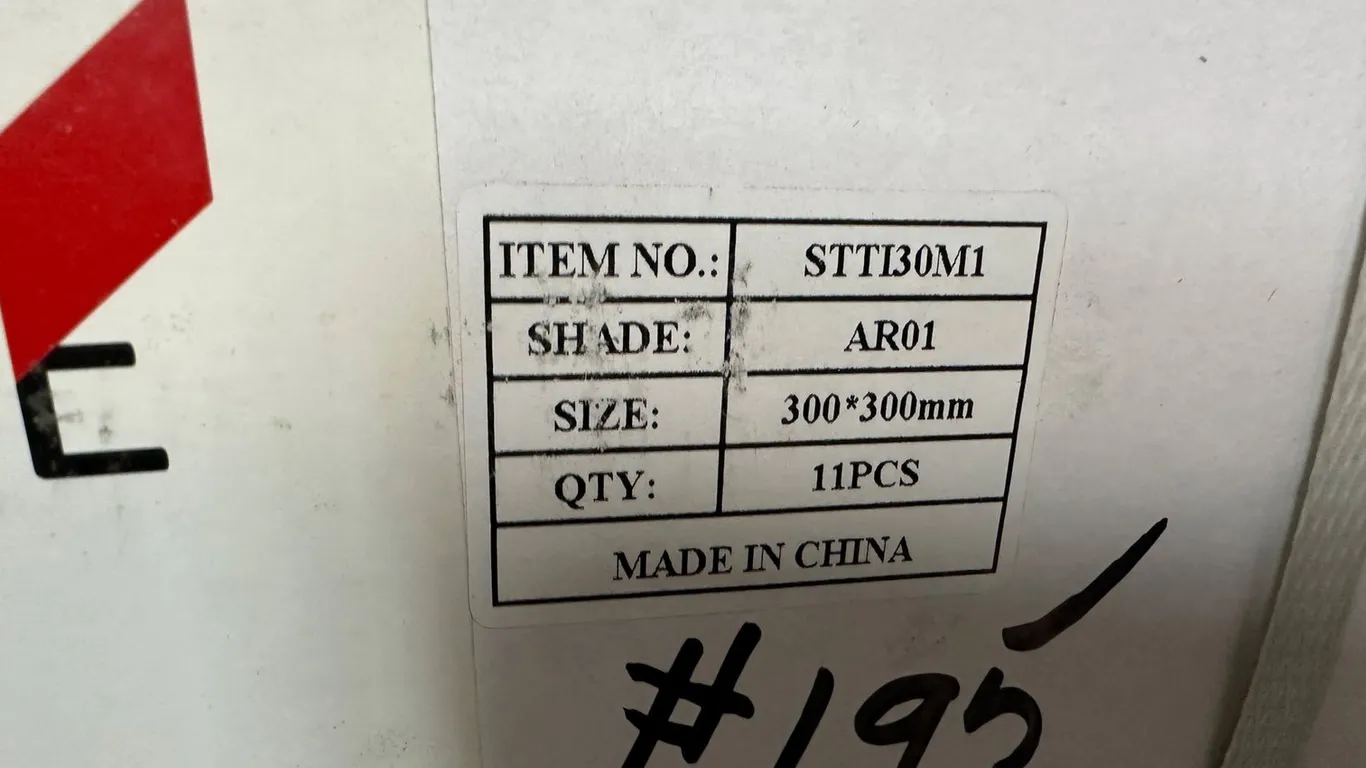 ITEM NO.: STTI30M1
SHADE: AR01
SIZE: 300*300mm
QTY: 11PCS
MADE IN CHINA
#195